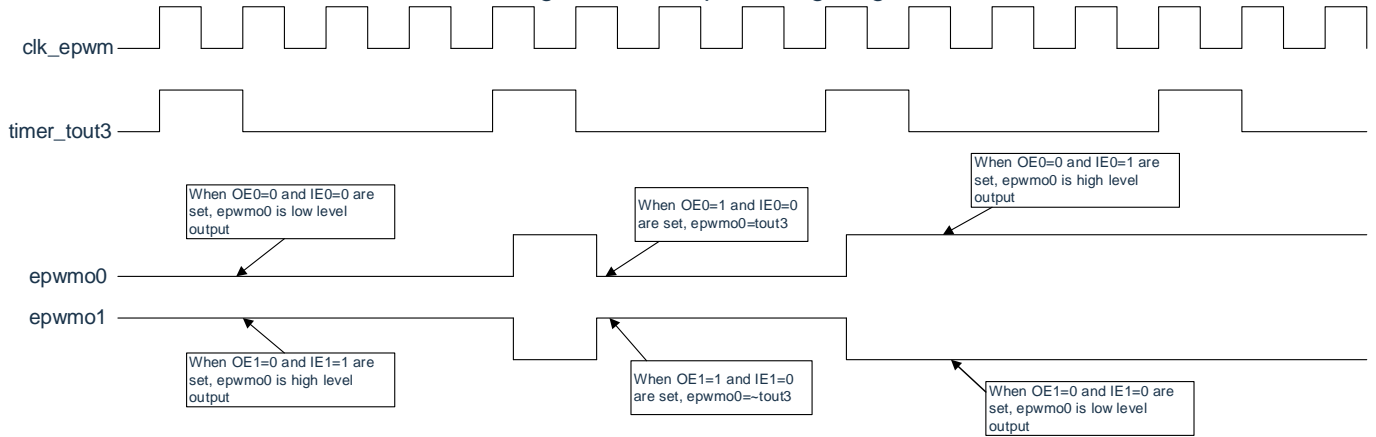 clk_epwm
timer_tout3
When OE0=0 and IE0=0 are
set, epwmo0 is low level
output
When OE0=1 and IE0=0
are set, epwmo0=tout3
When OE0=0 and IE0=1 are
set, epwmo0 is high level
output
epwmo0
epwmo1
When OE1=0 and IE1=1 are
set, epwmo0 is high level
output
When OE1=1 and IE1=0
are set, epwmo0=~tout3
When OE1=0 and IE1=0 are
set, epwmo0 is low level
output